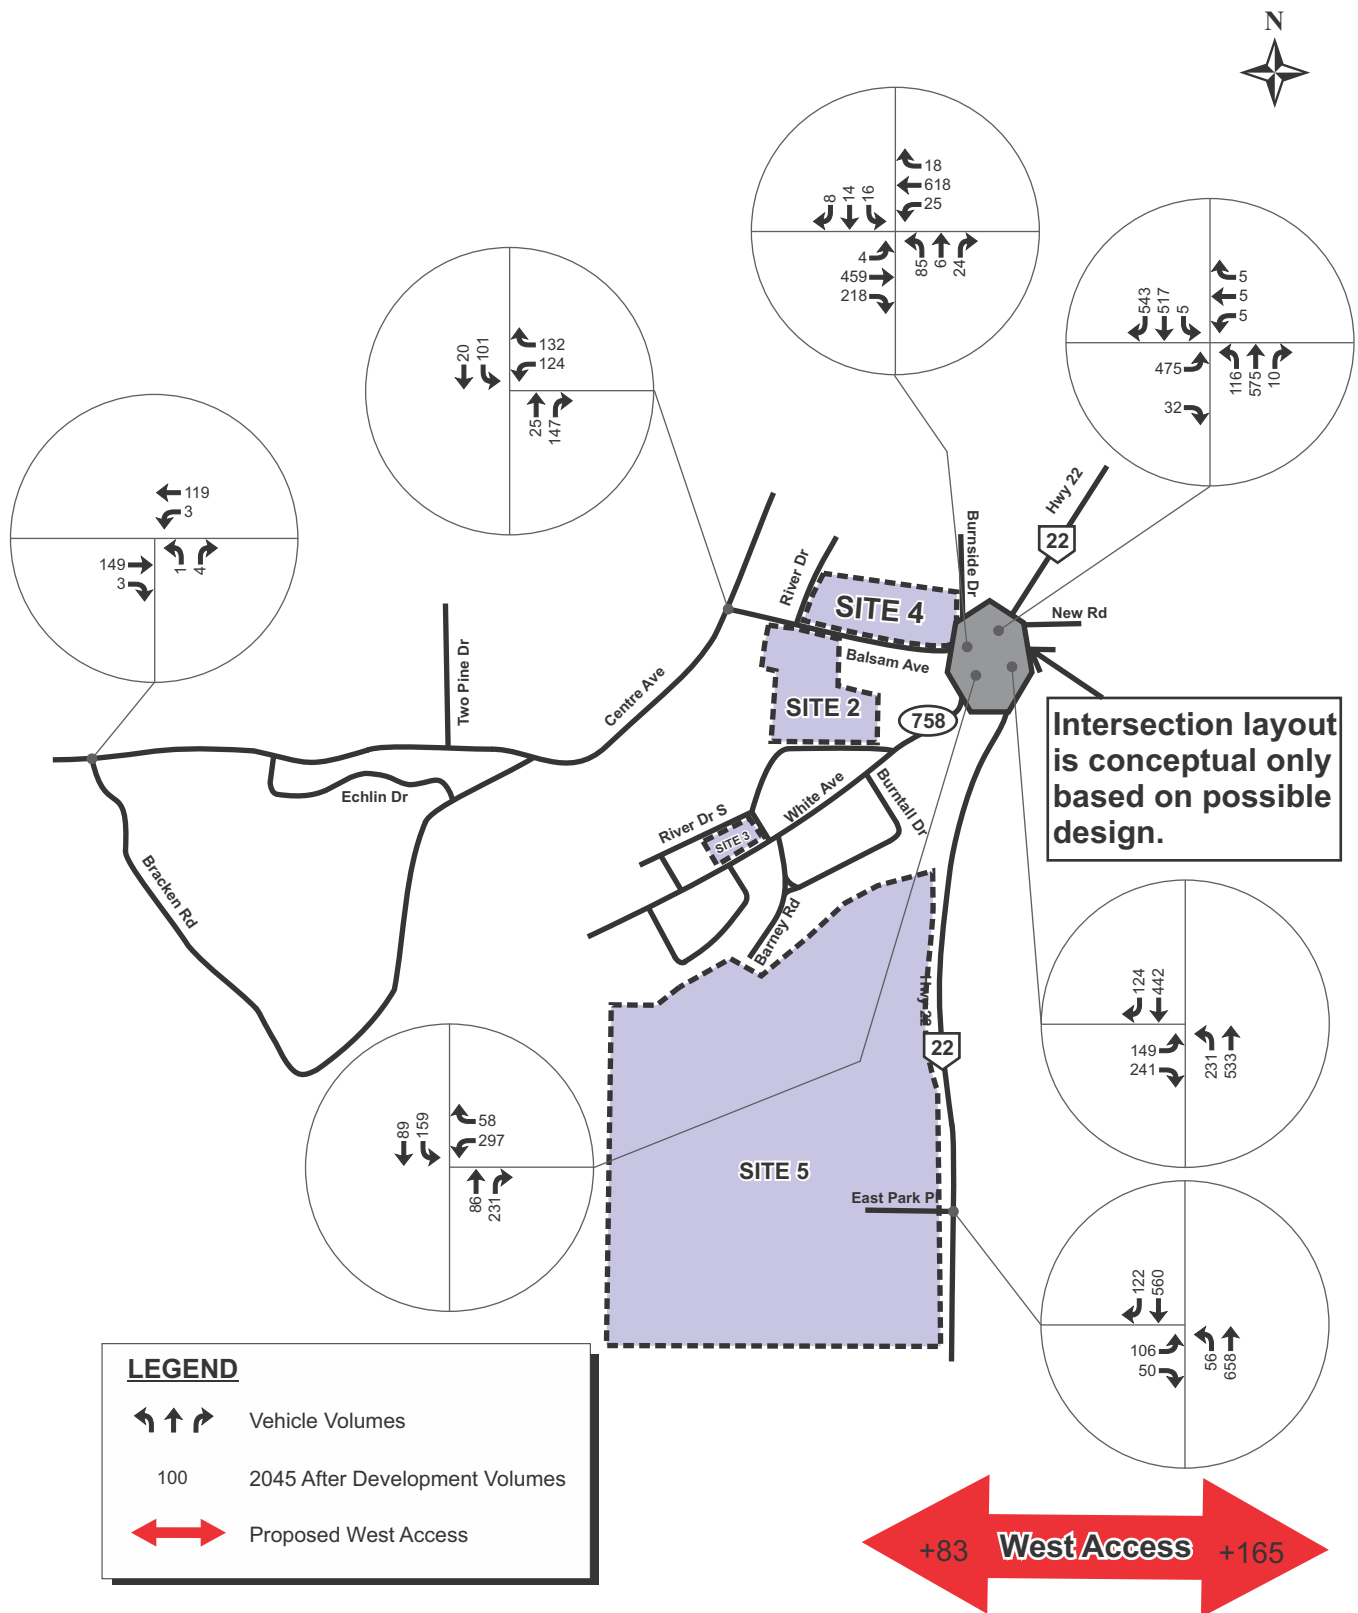 N
18
618
25
8
14
16
4
459
218
85
6
24
5
5
5
543
517
5
475
32
116
575
10
132
124
20
101
25
147
119
3
149
3
1
4
Hwy 22
22
Burnside Dr
River Dr
New Rd
SITE 4
Balsam Ave
Two Pine Dr
Centre Ave
SITE 2
758
Intersection layout
is conceptual only
based on possible
design.
Echlin Dr
White Ave
Burntall Dr
River Dr S
SITE 3
Bracken Rd
Barney Rd
Hwy 22
22
124
442
149
241
231
533
89
159
58
297
86
231
SITE 5
East Park Pl
122
560
106
50
56
658
LEGEND
Vehicle Volumes
100 2045 After Development Volumes
Proposed West Access
+83 West Access +165